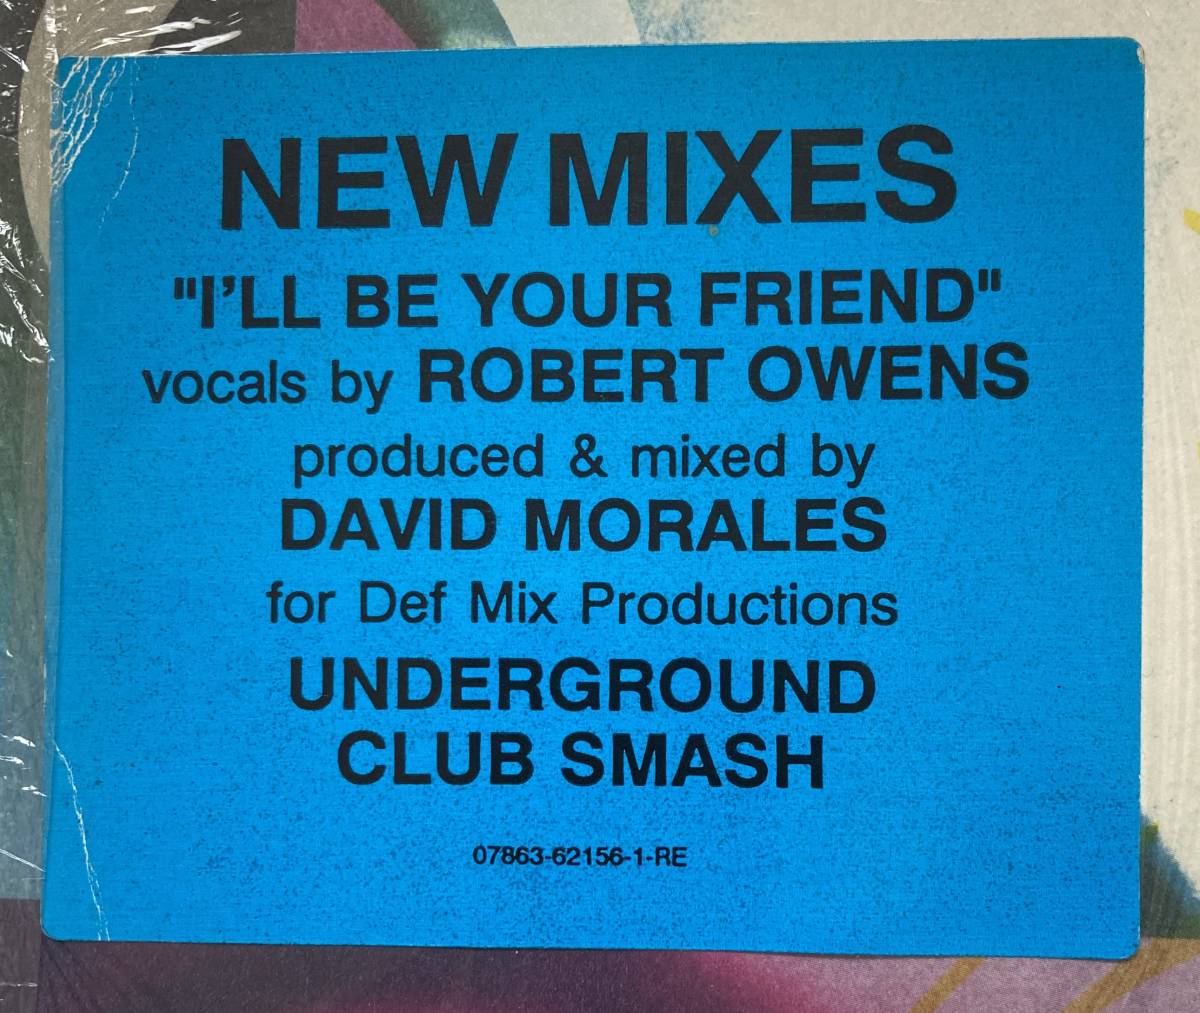 NEW MIXES
"I'LL BE YOUR FRIEND"
vocals by ROBERT OWENS
produced & mixed by
DAVID MORALES
for Def Mix Productions
UNDERGROUND
CLUB SMASH
07863-62156-1-RE